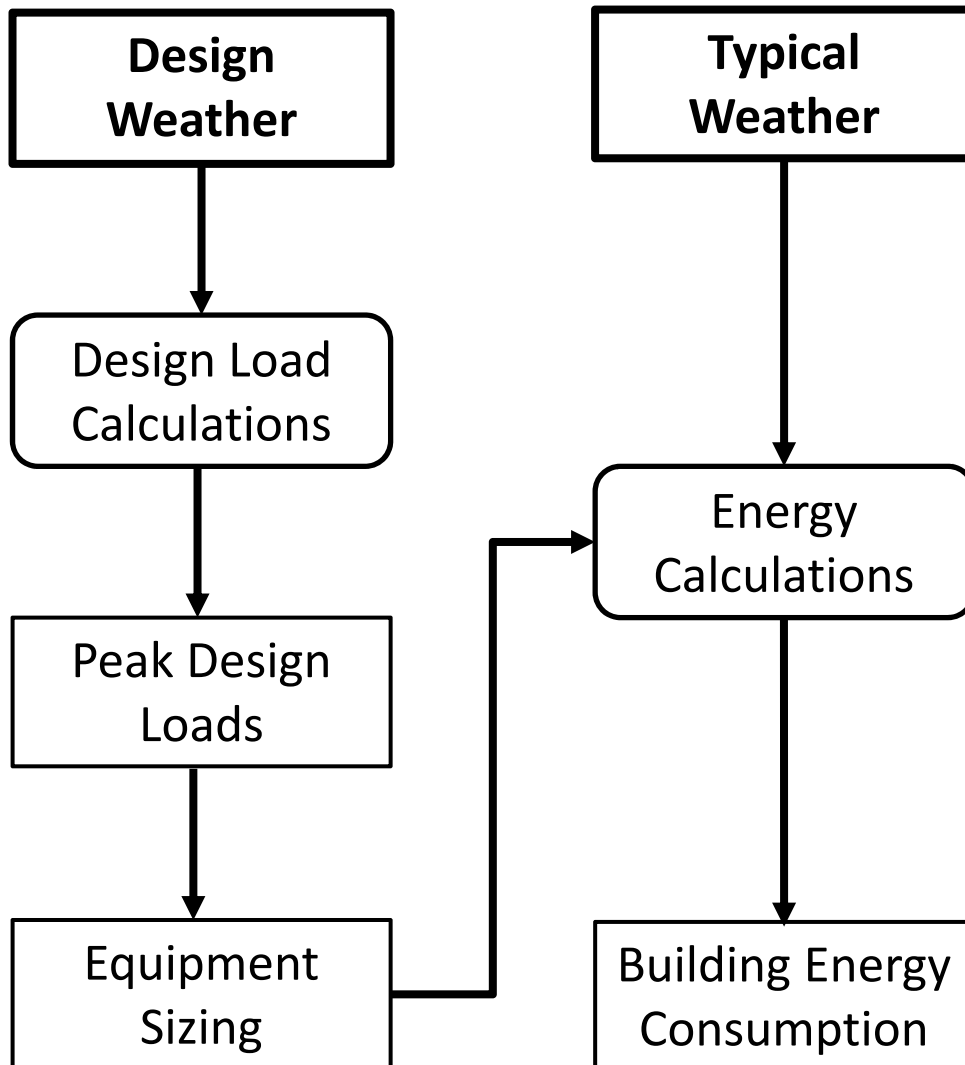 Design
Weather
Typical
Weather
Design Load
Calculations
Energy
Calculations
Peak Design
Loads
Equipment
Sizing
Building Energy
Consumption